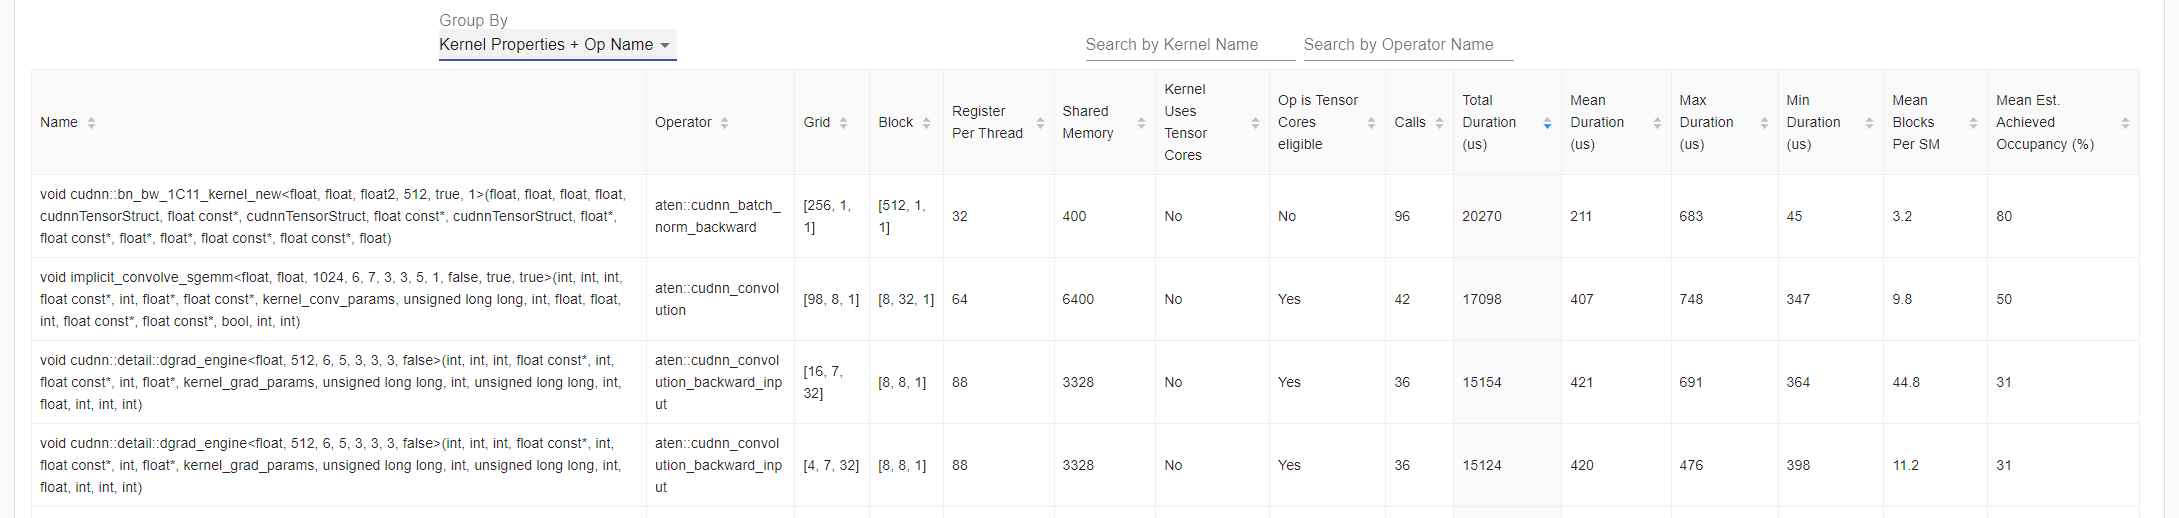 Group By
Kernel Properties + Op Name
Search by Kernel Name
Search by Operator Name
Name
Operator
Grid
Block
Register
Per Thread
Shared
Memory
Kernel
Uses
Tensor
Cores
Op is Tensor
Cores
eligible
Calls
Total
Duration
(us)
Mean
Duration
(us)
Max
Duration
(us)
Min
Duration
(us)
Mean
Blocks
Per SM
Mean Est.
Achieved
Occupancy (%)
void cudnn::bn_bw_1C11_kernel_new<float, float, float2, 512, true, 1>(float, float, float, float,
cudnnTensorStruct, float const*, cudnnTensorStruct, float const*, cudnnTensorStruct, float*,
float const*, float*, float*, float const*, float const*, float)
aten::cudnn_batch_
norm_backward
[256, 1,
1]
[512, 1,
1]
32
400
No
No
96
20270
211
683
45
3.2
80
void implicit_convolve_sgemm<float, float, 1024, 6, 7, 3, 3, 5, 1, false, true, true>(int, int, int,
float const*, int, float*, float const*, kernel_conv_params, unsigned long long, int, float, float,
int, float const*, float const*, bool, int, int)
aten::cudnn_convol
ution
[98, 8, 1]
[8, 32, 1]
64
6400
No
Yes
42
17098
407
748
347
9.8
50
void cudnn::detail::dgrad_engine<float, 512, 6, 5, 3, 3, 3, false>(int, int, int, float const*, int,
float const*, int, float*, kernel_grad_params, unsigned long long, int, unsigned long long, int,
float, int, int, int)
aten::cudnn_convol
ution_backward_inp
ut
[16, 7,
32]
[8, 8, 1]
88
3328
No
Yes
36
15154
421
691
364
44.8
31
void cudnn::detail::dgrad_engine<float, 512, 6, 5, 3, 3, 3, false>(int, int, int, float const*, int,
float const*, int, float*, kernel_grad_params, unsigned long long, int, unsigned long long, int,
float, int, int, int)
aten::cudnn_convol
ution_backward_inp
ut
[4, 7, 32]
[8, 8, 1]
88
3328
No
Yes
36
15124
420
476
398
11.2
31